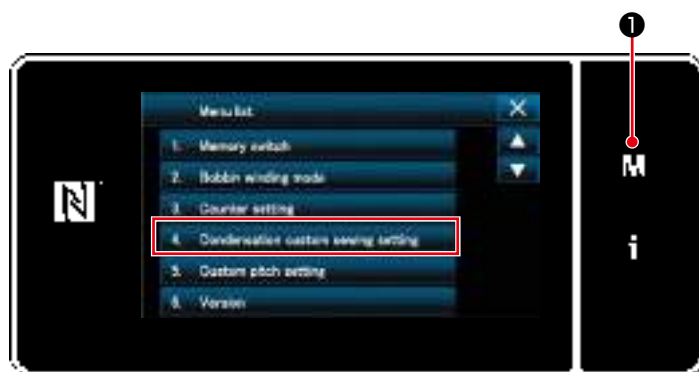 ❶
Menu list
1. Memory switch
2. Bobbin winding mode
3. Counter setting
4. Condensation custom sewing setting
5. Custom pitch setting
6. Version
M
i
N